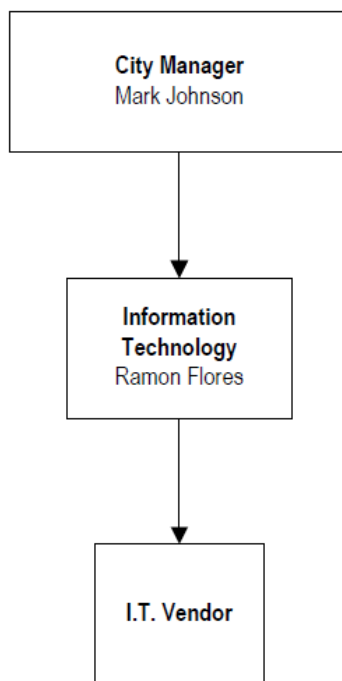 City Manager
Mark Johnson
Information
Technology
Ramon Flores
I.T. Vendor